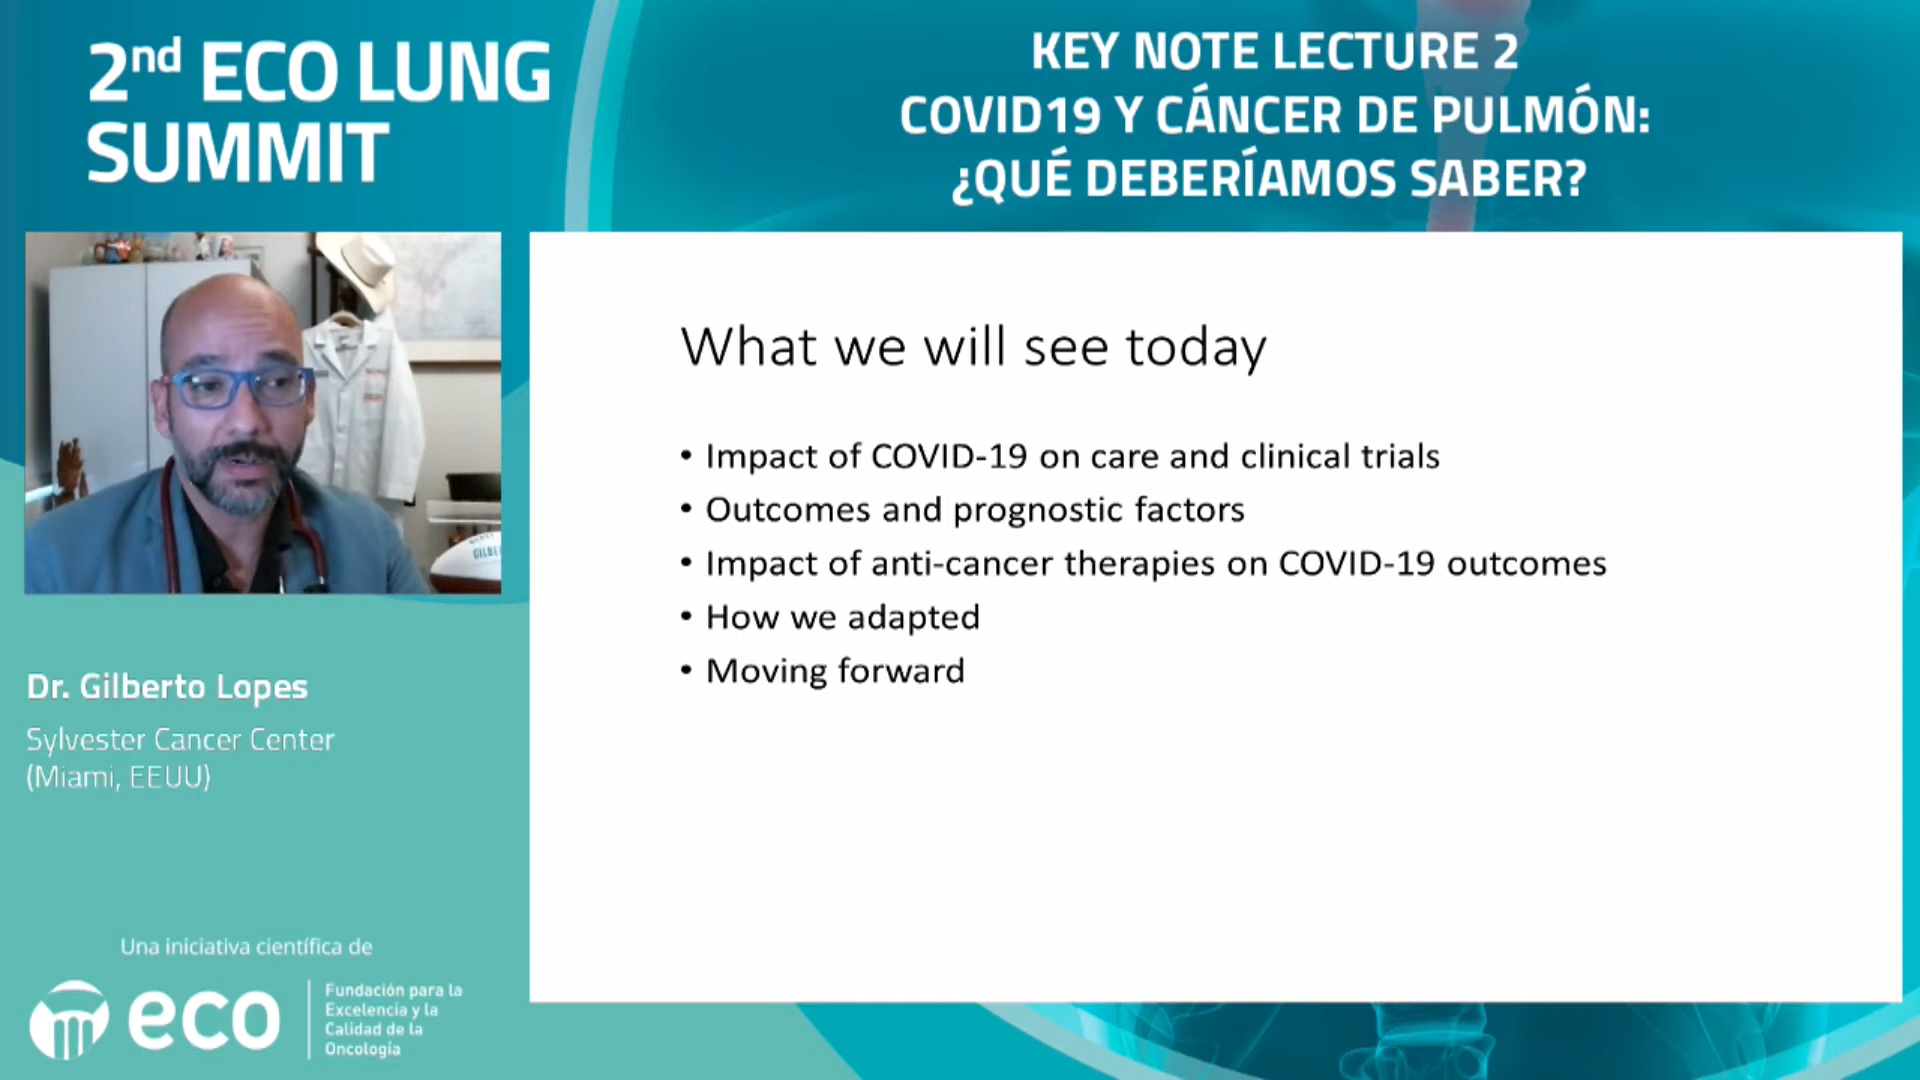 2nd ECO LUNG
SUMMIT
KEY NOTE LECTURE 2
COVID19 Y CÁNCER DE PULMÓN:
¿QUÉ DEBERÍAMOS SABER?
What we will see today
• Impact of COVID-19 on care and clinical trials
• Outcomes and prognostic factors
• Impact of anti-cancer therapies on COVID-19 outcomes
• How we adapted
• Moving forward
Dr. Gilberto Lopes
Sylvester Cancer Center
(Miami, EEUU)
Una iniciativa científica de
eco
Fundación para la
Excelencia y la
Calidad de la
Oncología